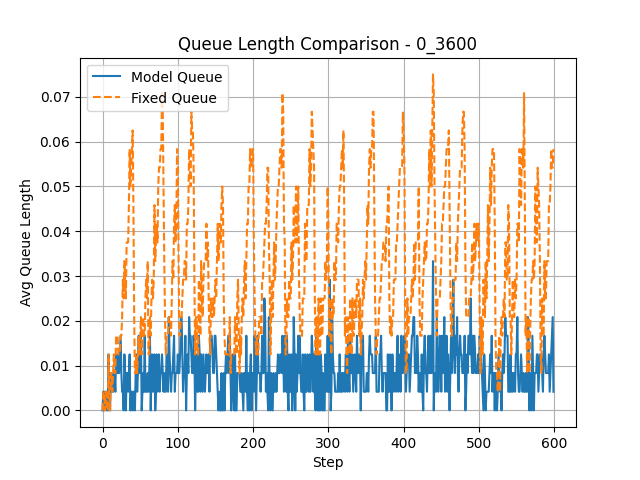 Queue Length Comparison - 0_3600
Model Queue
Fixed Queue
Avg Queue Length
0.07
0.06
0.05
0.04
0.03
0.02
0.01
0.00
0 100 200 300 400 500 600
Step